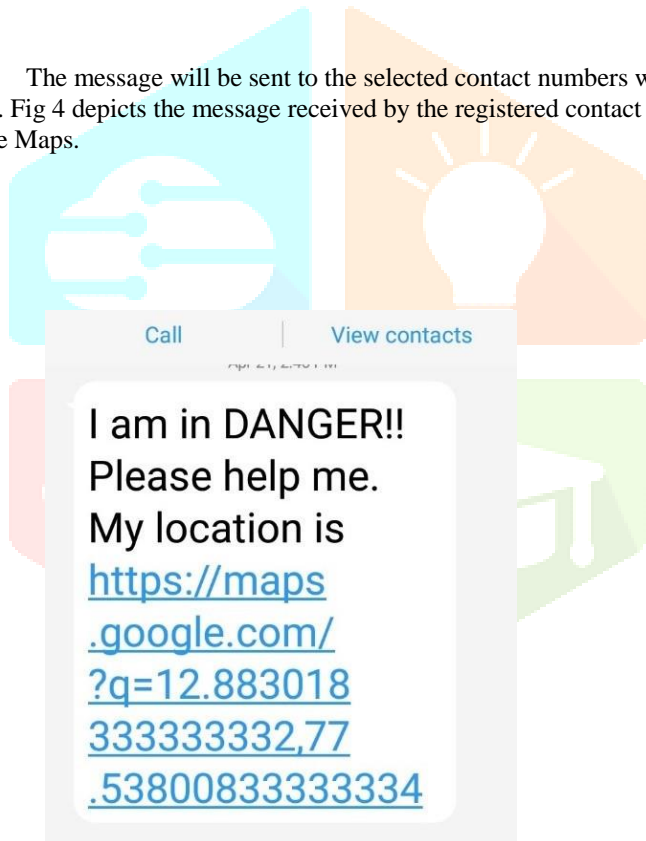 The message will be sent to the selected contact numbers w
. Fig 4 depicts the message received by the registered contact
e Maps.
Call View contacts
I am in DANGER!!
Please help me.
My location is
https://maps
.google.com/
?q=12.883018
333333332,77
.53800833333334